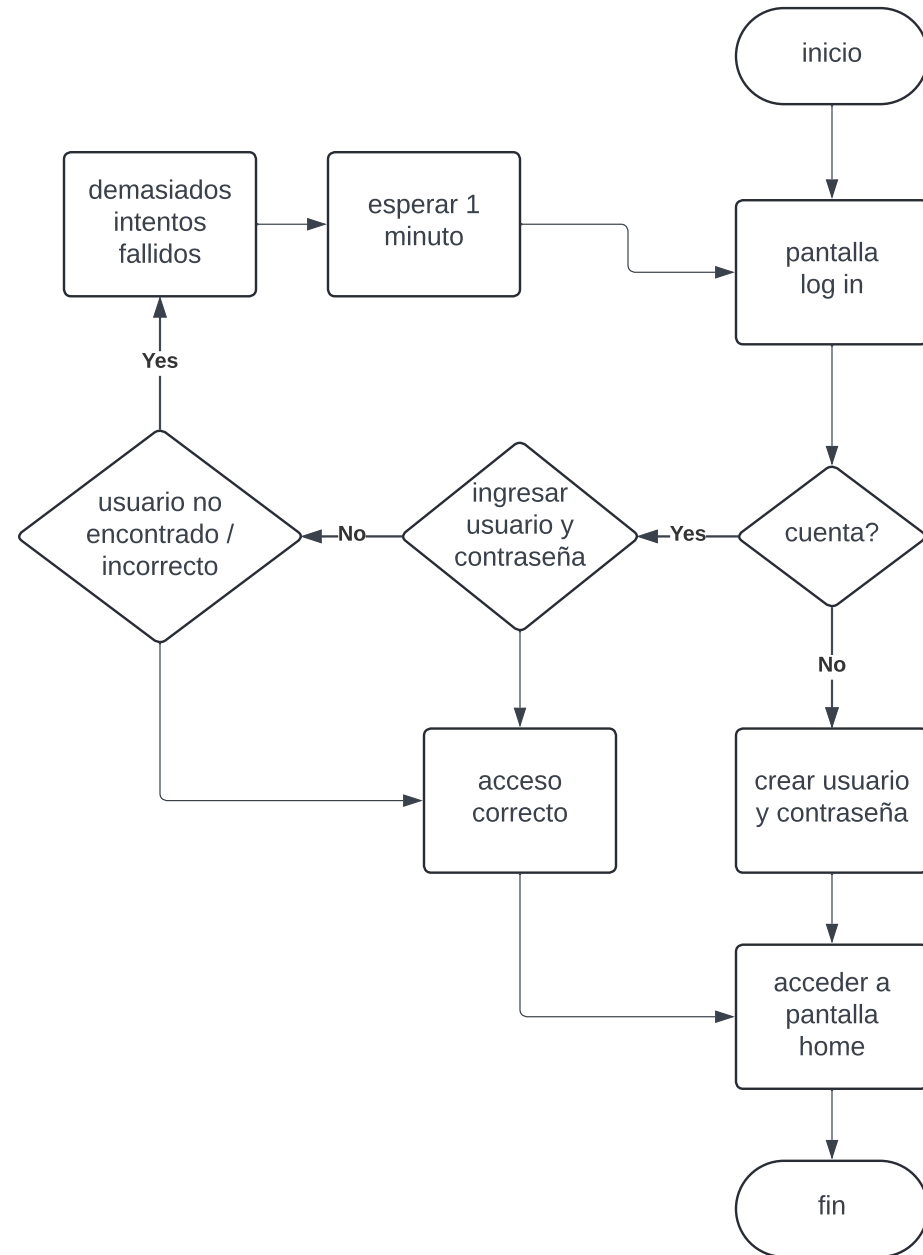 inicio
demasiados
intentos
fallidos
esperar 1
minuto
pantalla
log in
Yes
usuario no
encontrado /
incorrecto
No
ingresar
usuario y
contraseña
Yes
cuenta?
No
acceso
correcto
crear usuario
y contraseña
acceder a
pantalla
home
fin